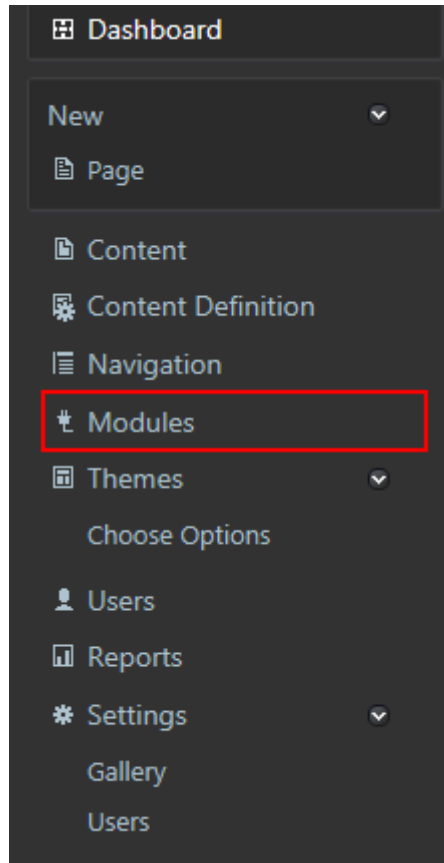 Dashboard
New
Page
Content
Content Definition
Navigation
Modules
Themes
Choose Options
Users
Reports
Settings
Gallery
Users